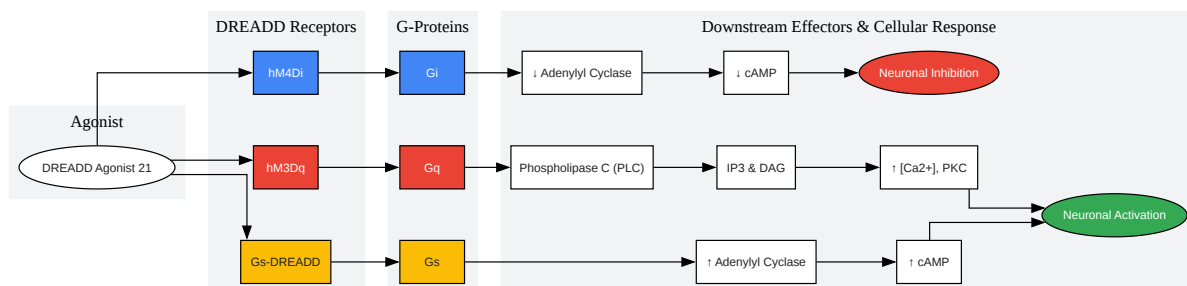 DREADD Receptors
G-Proteins
Downstream Effectors & Cellular Response
hM4Di
Gi
↓ Adenylyl Cyclase
↓ cAMP
Neuronal Inhibition
Agonist
DREADD Agonist 21
hM3Dq
Gq
Phospholipase C (PLC)
IP3 & DAG
↑ [Ca2+], PKC
Neuronal Activation
Gs-DREADD
Gs
↑ Adenylyl Cyclase
↑ cAMP